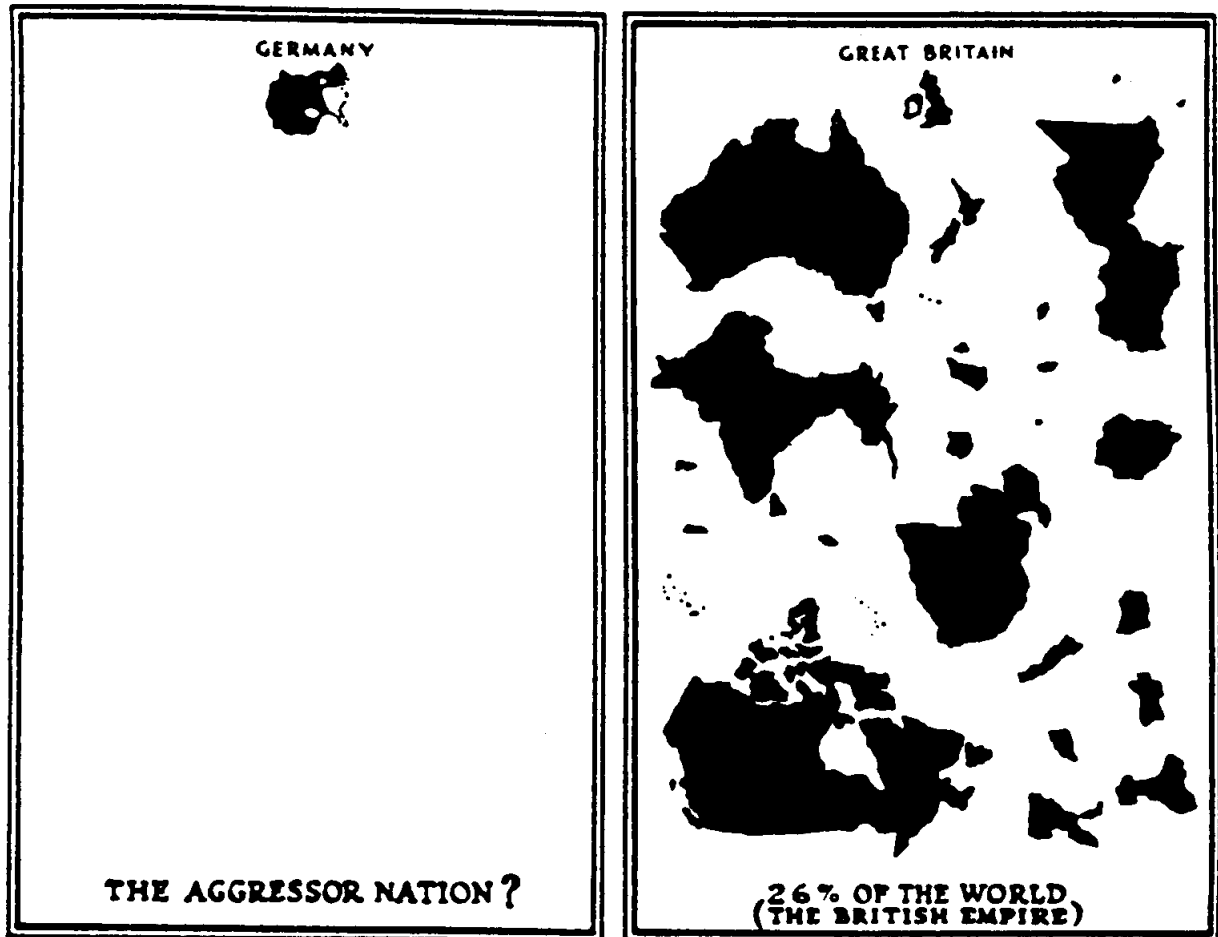 GERMANY
THE AGGRESSOR NATION?
GREAT BRITAIN
26% OF THE WORLD
(THE BRITISH EMPIRE)